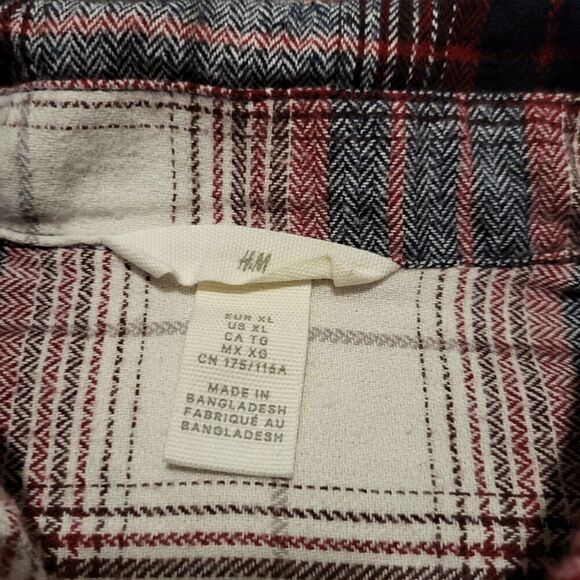 H&M
EUR XL
US XL
CA TG
MX XG
CN 175/116A
MADE IN
BANGLADESH
FABRIQUÉ AU
BANGLADESH